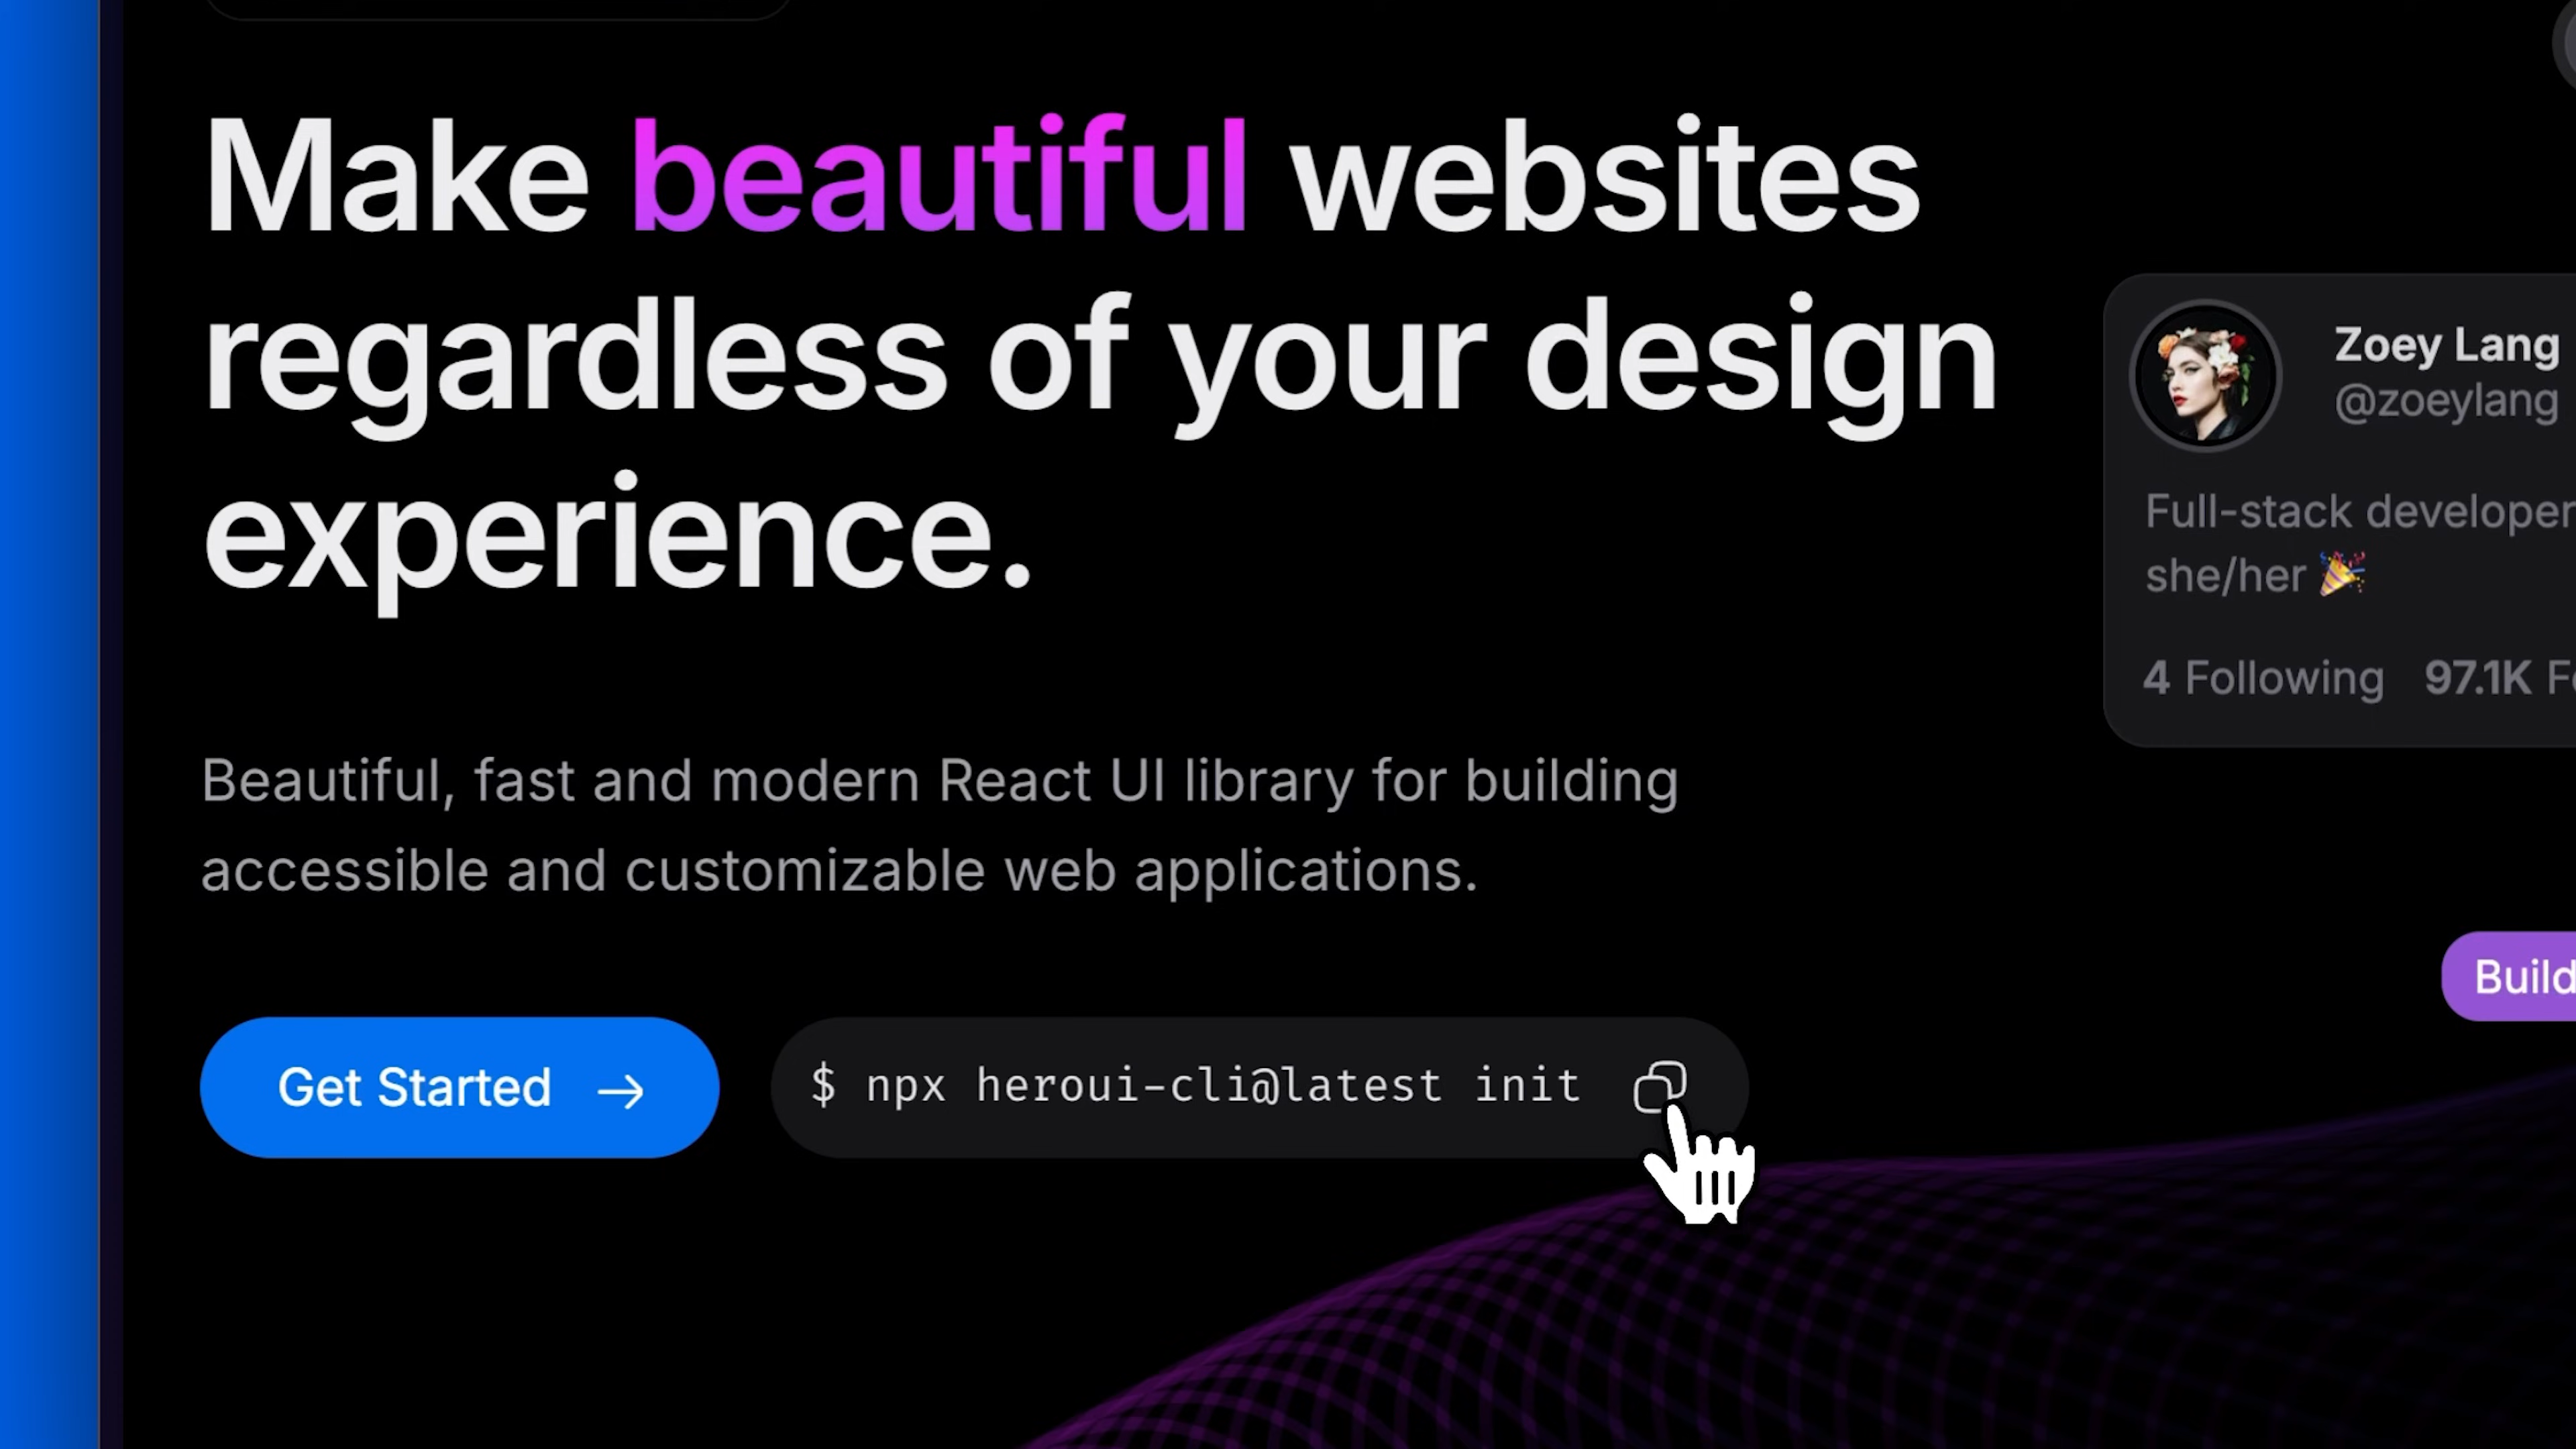 Make beautiful websites
regardless of your design
experience.
Beautiful, fast and modern React UI library for building
accessible and customizable web applications.
Get Started →
$ npx heroui-cli@latest init
Zoey Lang
@zoeylang
Full-stack developer
she/her 🎉
4 Following 97.1K
Build